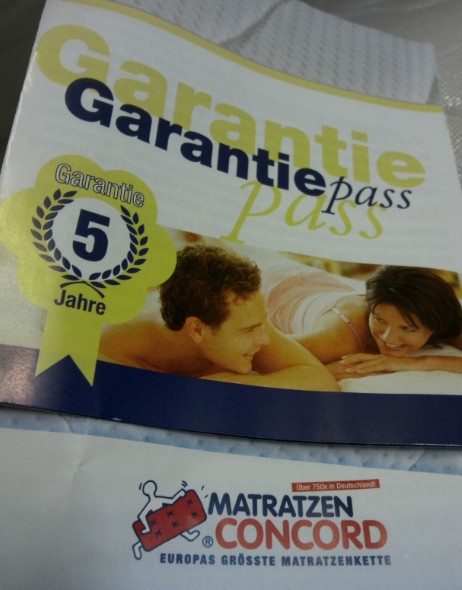 Garantie
Garantiepass
pass
Garantie
5
Jahre
Über 750x in Deutschland!
MATRATZEN
® CONCORD
EUROPAS GRÖSSTE MATRATZENKETTE